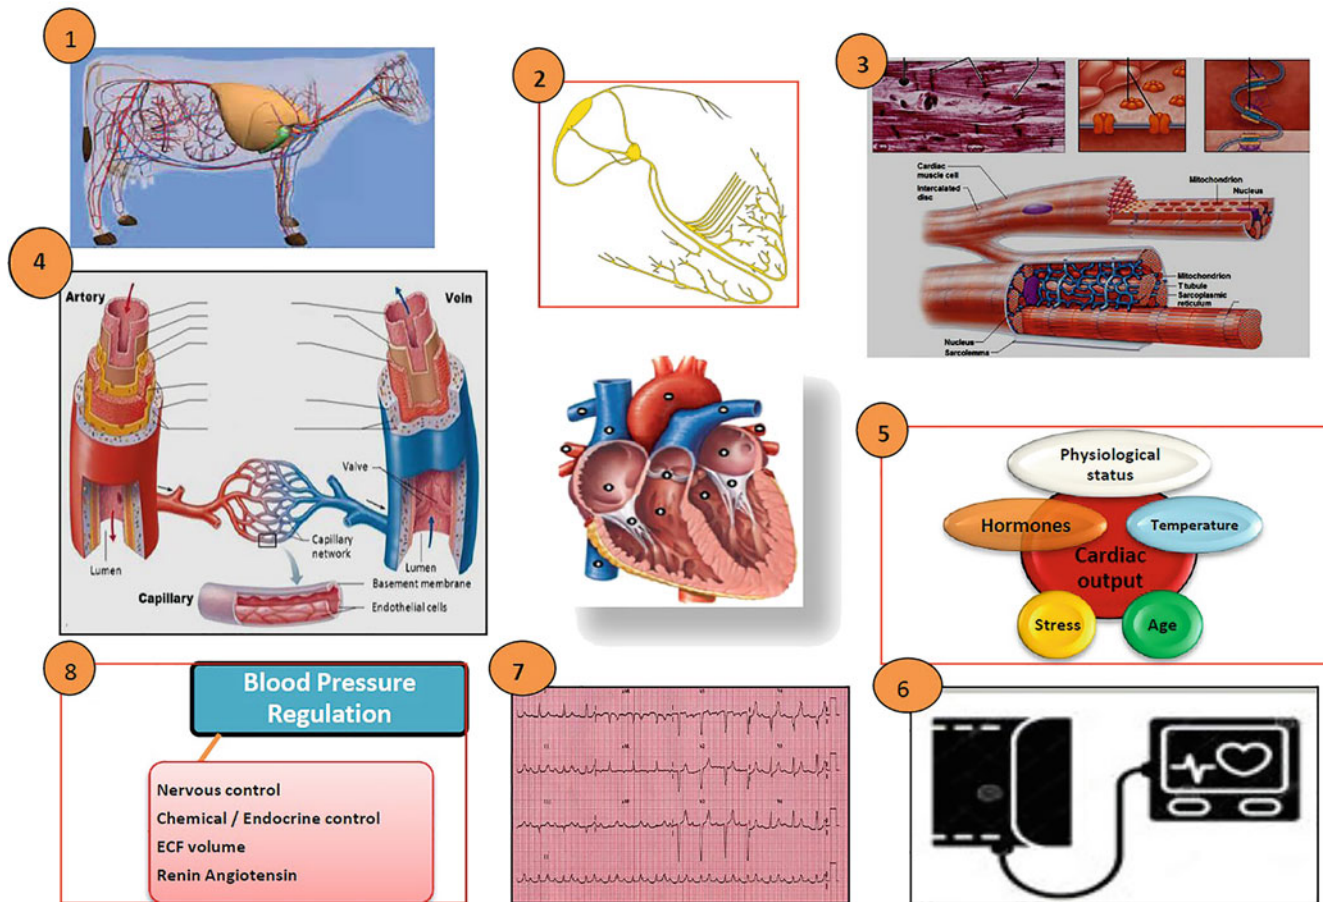 1
2
3
Cardiac
muscle cell
Intercalated
disc
Mitochondrion
Nucleus
Mitochondrion
T tubule
Sarcoplasmic
reticulum
Nucleus
Sarcolemma
4
Artery
Vein
Valve
Capillary
network
Lumen
Lumen
Basement membrane
Capillary
Endothelial cells
5
Physiological
status
Hormones
Temperature
Cardiac
output
Stress
Age
8
Blood Pressure
Regulation
Nervous control
Chemical / Endocrine control
ECF volume
Renin Angiotensin
7
6